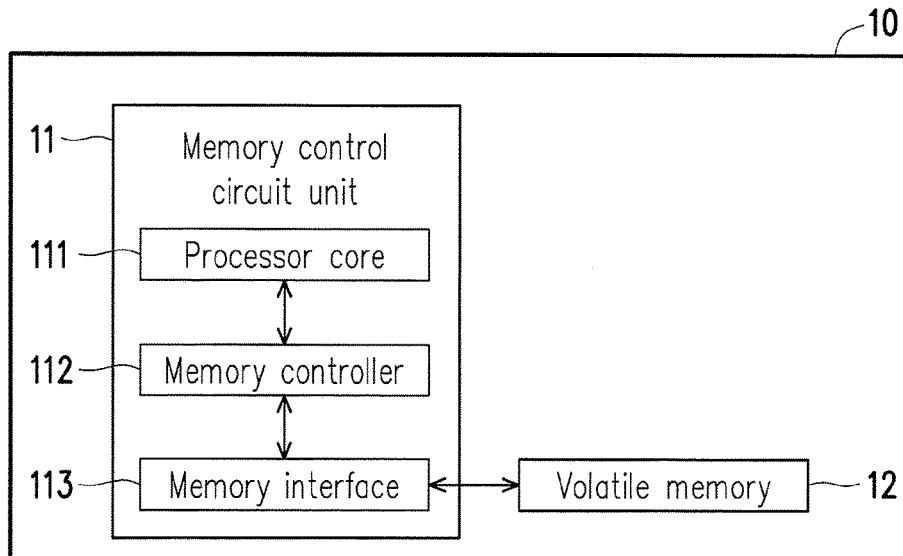 10
11
Memory control
circuit unit
111
Processor core
112
Memory controller
113
Memory interface
Volatile memory
12